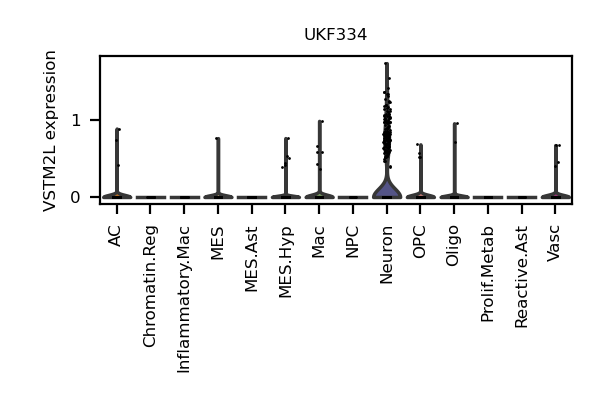 UKF334
VSTM2L expression
1
0
AC
Chromatin.Reg
Inflammatory.Mac
MES
MES.Ast
MES.Hyp
Mac
NPC
Neuron
OPC
Oligo
Prolif.Metab
Reactive.Ast
Vasc